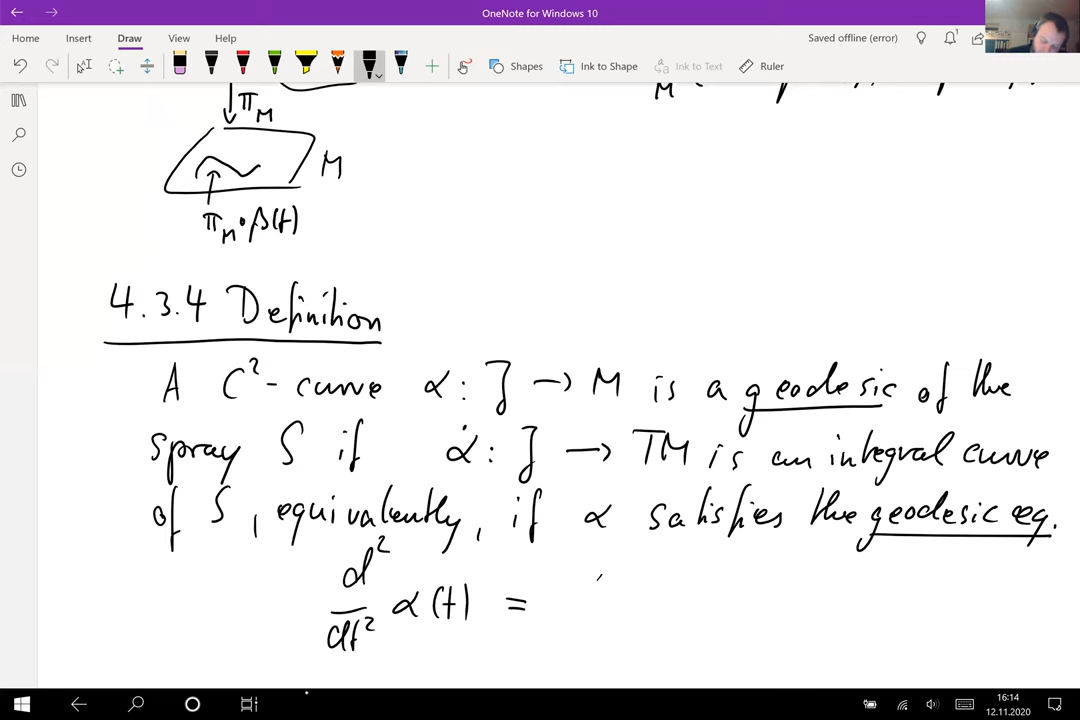 OneNote for Windows 10
Home Insert Draw View Help
Saved offline (error)
Shapes Ink to Shape Ink to Text Ruler
π_M
M
M
π_M∘β(t)
4.3.4 Definition
A C²-curve α: J → M is a geodesic of the
spray S if α̇: J → TM is an integral curve
of S, equivalently, if α satisfies the geodesic eq.
d²/dt² α(t) =
16:14
12.11.2020